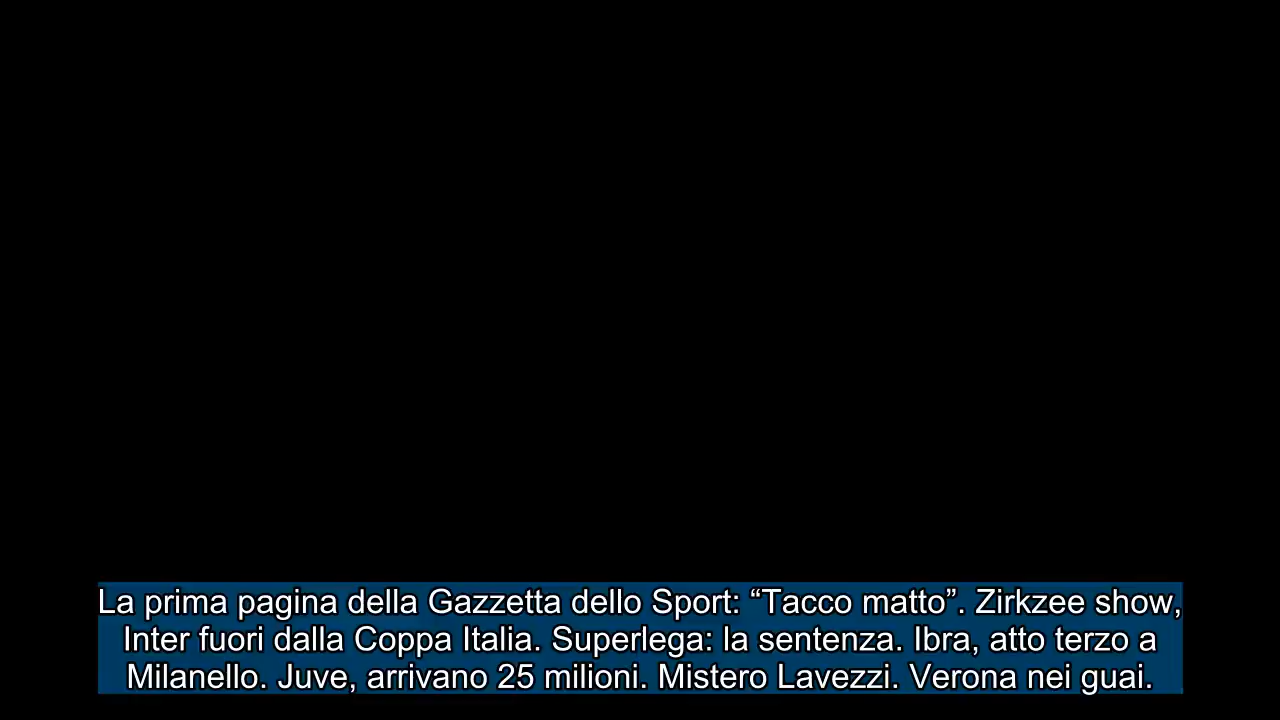 La prima pagina della Gazzetta dello Sport: “Tacco matto”. Zirkzee show,
Inter fuori dalla Coppa Italia. Superlega: la sentenza. Ibra, atto terzo a
Milanello. Juve, arrivano 25 milioni. Mistero Lavezzi. Verona nei guai.